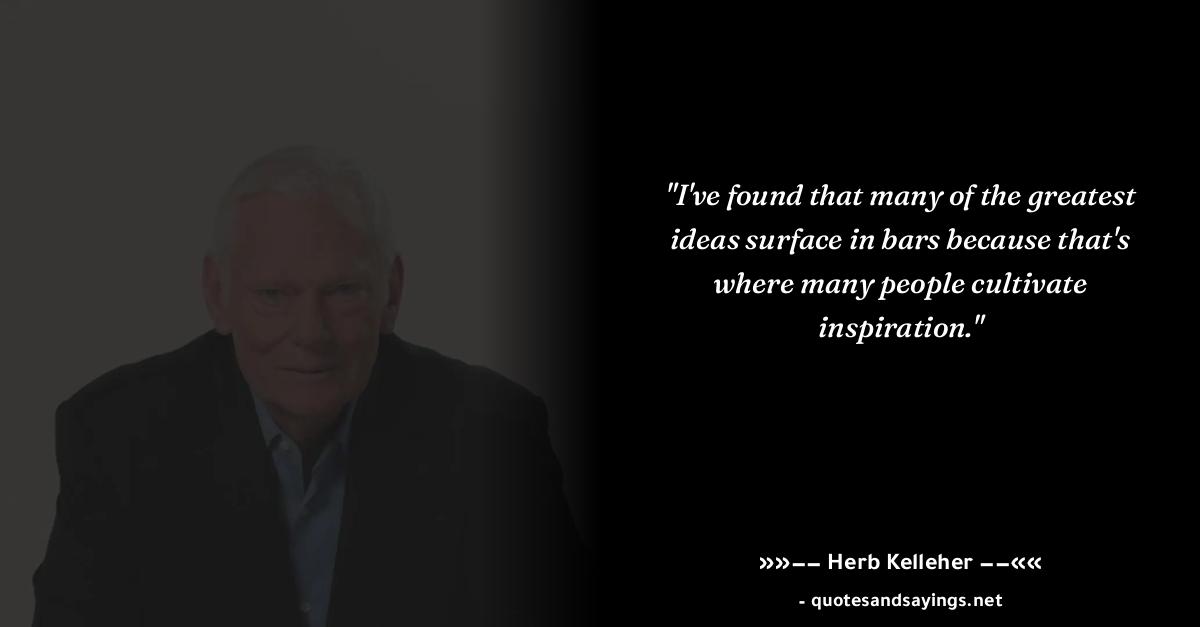 "I've found that many of the greatest
ideas surface in bars because that's
where many people cultivate
inspiration."
»»−− Herb Kelleher −−««
- quotesandsayings.net